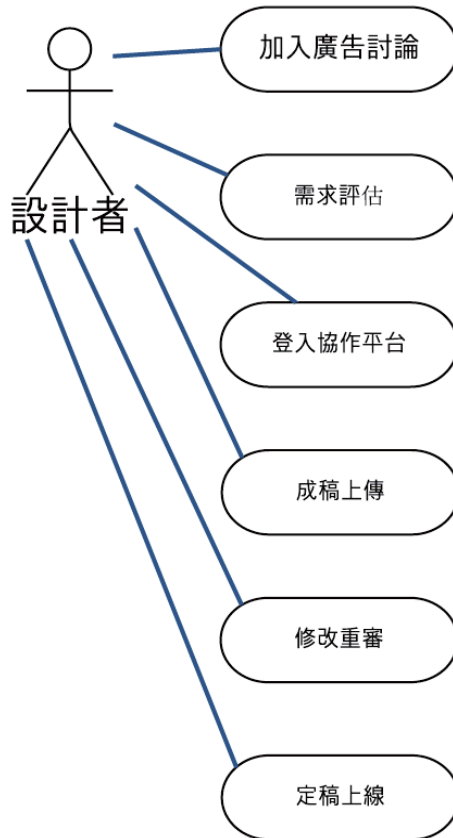 加入廣告討論
需求評估
設計者
登入協作平台
成稿上傳
修改重審
定稿上線